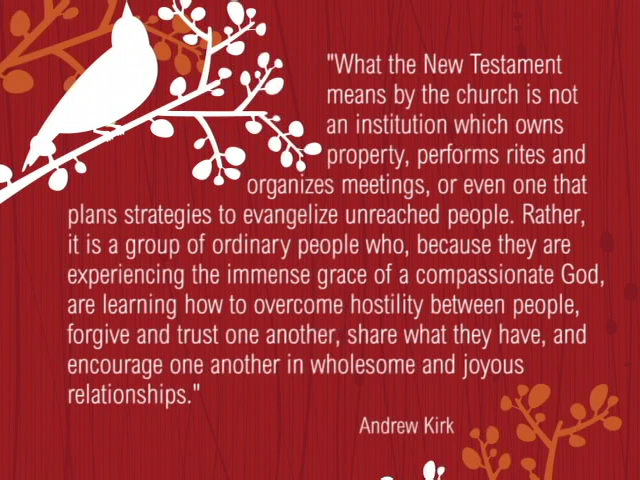 "What the New Testament
means by the church is not
an institution which owns
property, performs rites and
organizes meetings, or even one that
plans strategies to evangelize unreached people. Rather,
it is a group of ordinary people who, because they are
experiencing the immense grace of a compassionate God,
are learning how to overcome hostility between people,
forgive and trust one another, share what they have, and
encourage one another in wholesome and joyous
relationships."
Andrew Kirk